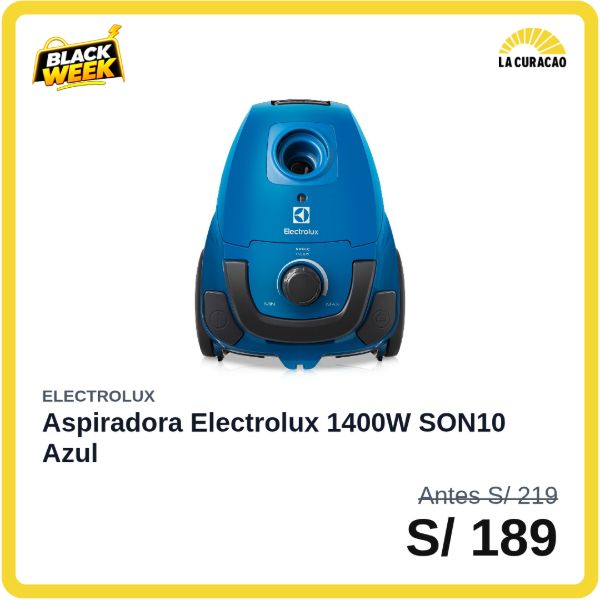 BLACK
WEEK
LA CURACAO
Electrolux
MIN
MAX
ELECTROLUX
Aspiradora Electrolux 1400W SON10
Azul
Antes S/ 219
S/ 189